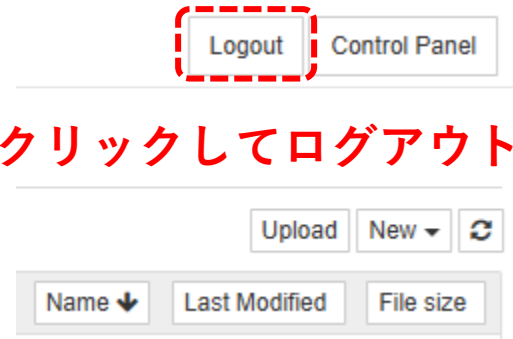 Logout Control Panel
クリックしてログアウト
Upload New
Name Last Modified File size